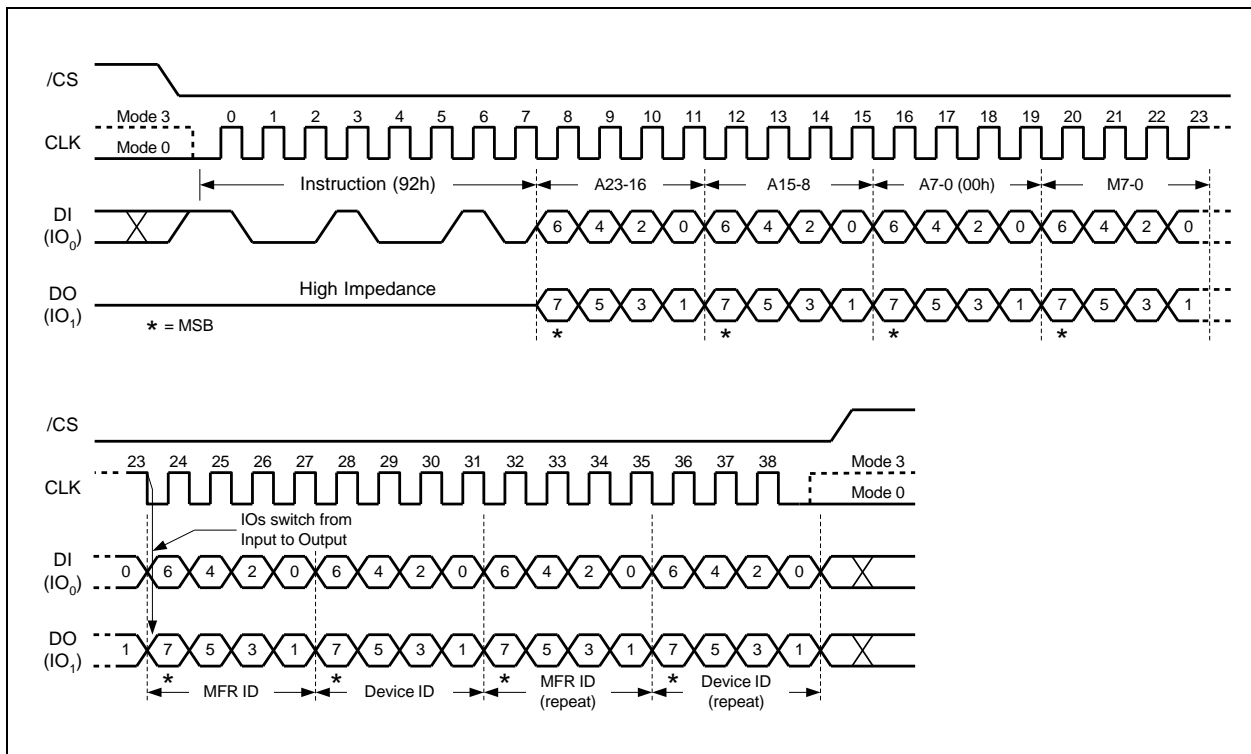 /CS
Mode 3 0 1 2 3 4 5 6 7 8 9 10 11 12 13 14 15 16 17 18 19 20 21 22 23
CLK
Mode 0
Instruction (92h) A23-16 A15-8 A7-0 (00h) M7-0
DI
(IO0) 6 4 2 0 6 4 2 0 6 4 2 0 6 4 2 0
High Impedance
DO
(IO1) 7 5 3 1 7 5 3 1 7 5 3 1 7 5 3 1
* = MSB * * * *
/CS
23 24 25 26 27 28 29 30 31 32 33 34 35 36 37 38 Mode 3
CLK
Mode 0
IOs switch from
Input to Output
DI
(IO0) 0 6 4 2 0 6 4 2 0 6 4 2 0 6 4 2 0
DO
(IO1) 1 7 5 3 1 7 5 3 1 7 5 3 1 7 5 3 1
* * * *
MFR ID Device ID MFR ID
(repeat) Device ID
(repeat)